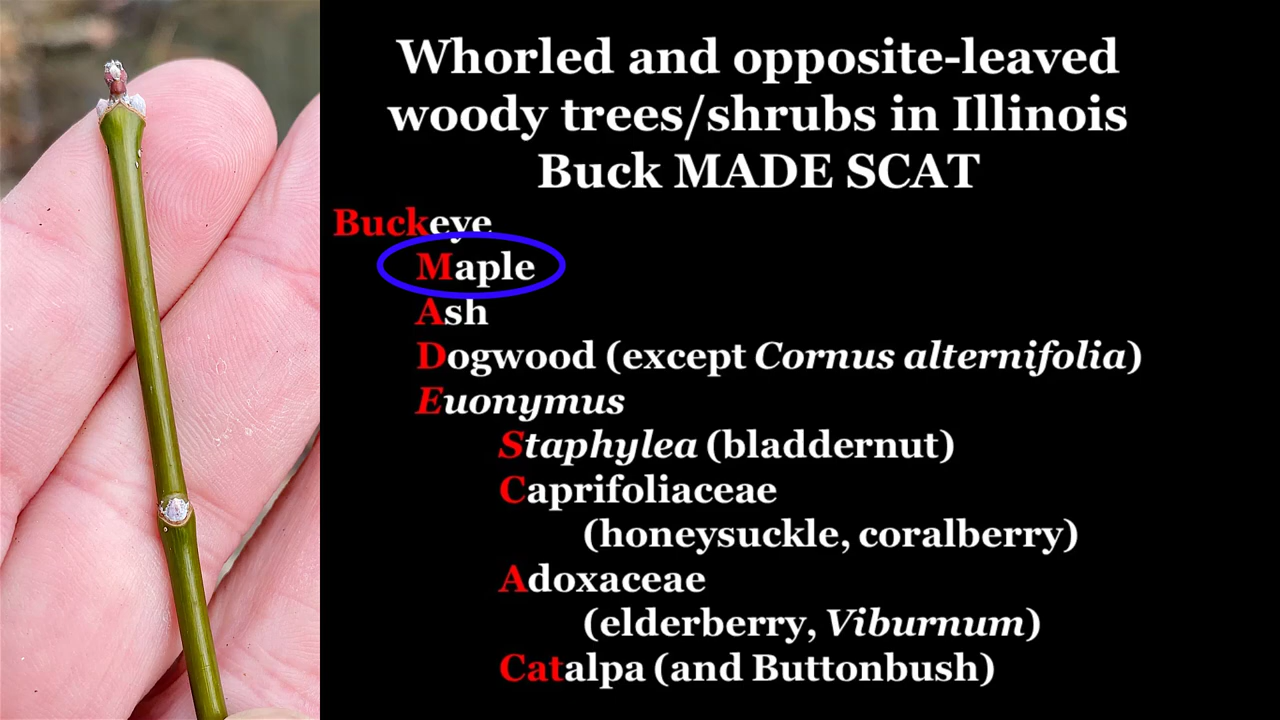 Whorled and opposite-leaved
woody trees/shrubs in Illinois
Buck MADE SCAT
Buckeye
Maple
Ash
Dogwood (except Cornus alternifolia)
Euonymus
Staphylea (bladdernut)
Caprifoliaceae
(honeysuckle, coralberry)
Adoxaceae
(elderberry, Viburnum)
Catalpa (and Buttonbush)